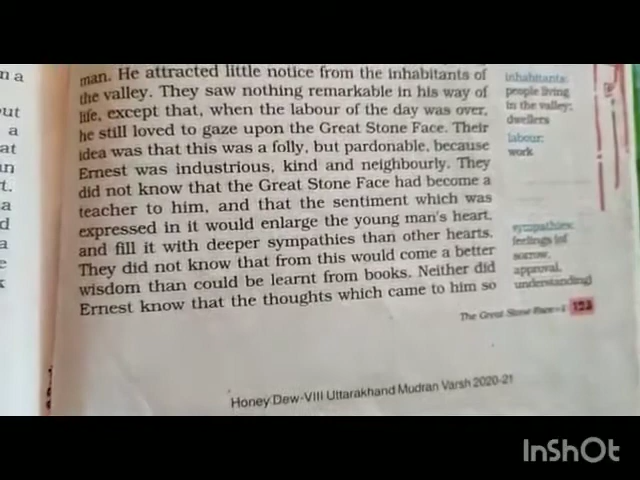 man. He attracted little notice from the inhabitants of
the valley. They saw nothing remarkable in his way of
life, except that, when the labour of the day was over,
he still loved to gaze upon the Great Stone Face. Their
idea was that this was a folly, but pardonable, because
Ernest was industrious, kind and neighbourly. They
did not know that the Great Stone Face had become a
teacher to him, and that the sentiment which was
expressed in it would enlarge the young man's heart,
and fill it with deeper sympathies than other hearts.
They did not know that from this would come a better
wisdom than could be learnt from books. Neither did
Ernest know that the thoughts which came to him so
inhabitants:
people living
in the valley;
dwellers
labour:
work
sympathies:
feelings (of
sorrow,
approval,
understanding)
The Great Stone Face–I 123
Honey Dew-VIII Uttarakhand Mudran Varsh 2020-21
InShOt